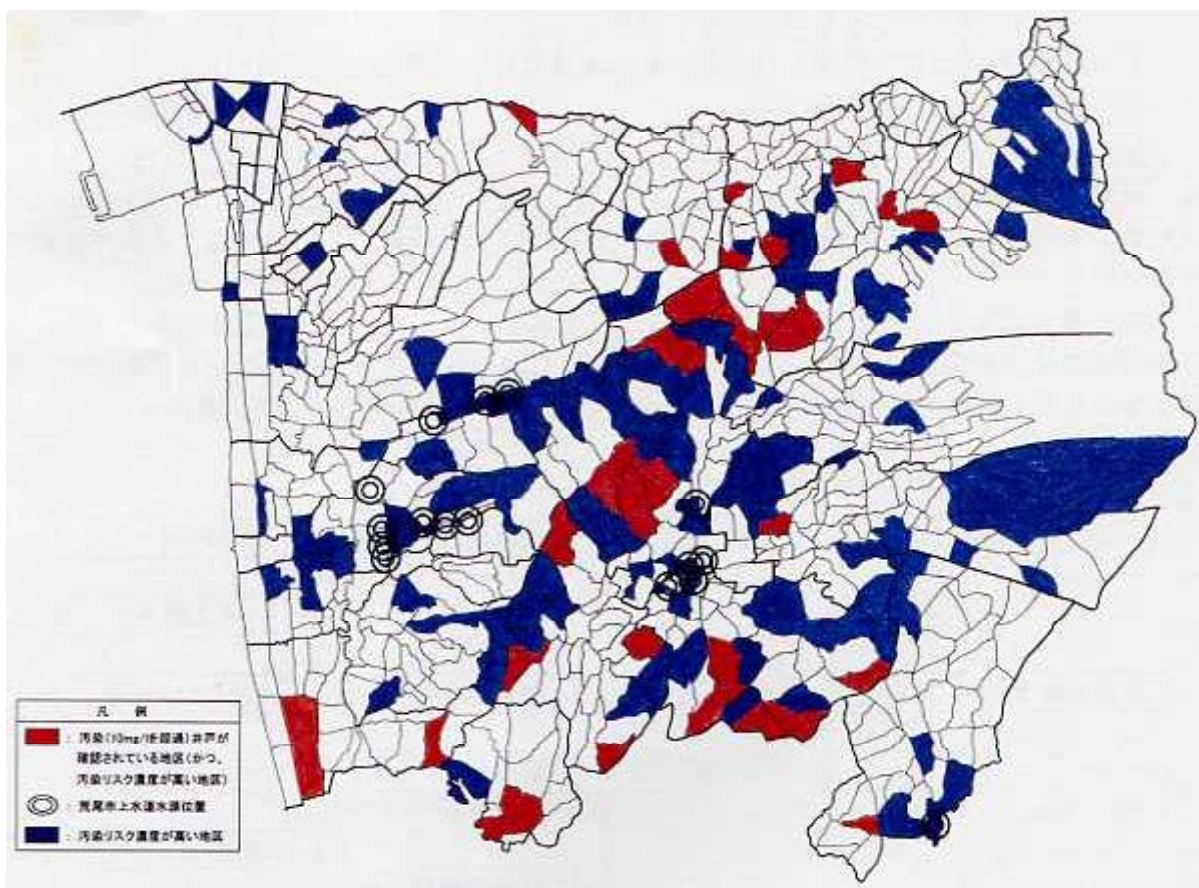 凡 例
：汚染（10mg/lを超過）井戸が
確認されている地区（かつ、
汚染リスク濃度が高い地区）
：荒尾市上水道水源位置
：汚染リスク濃度が高い地区